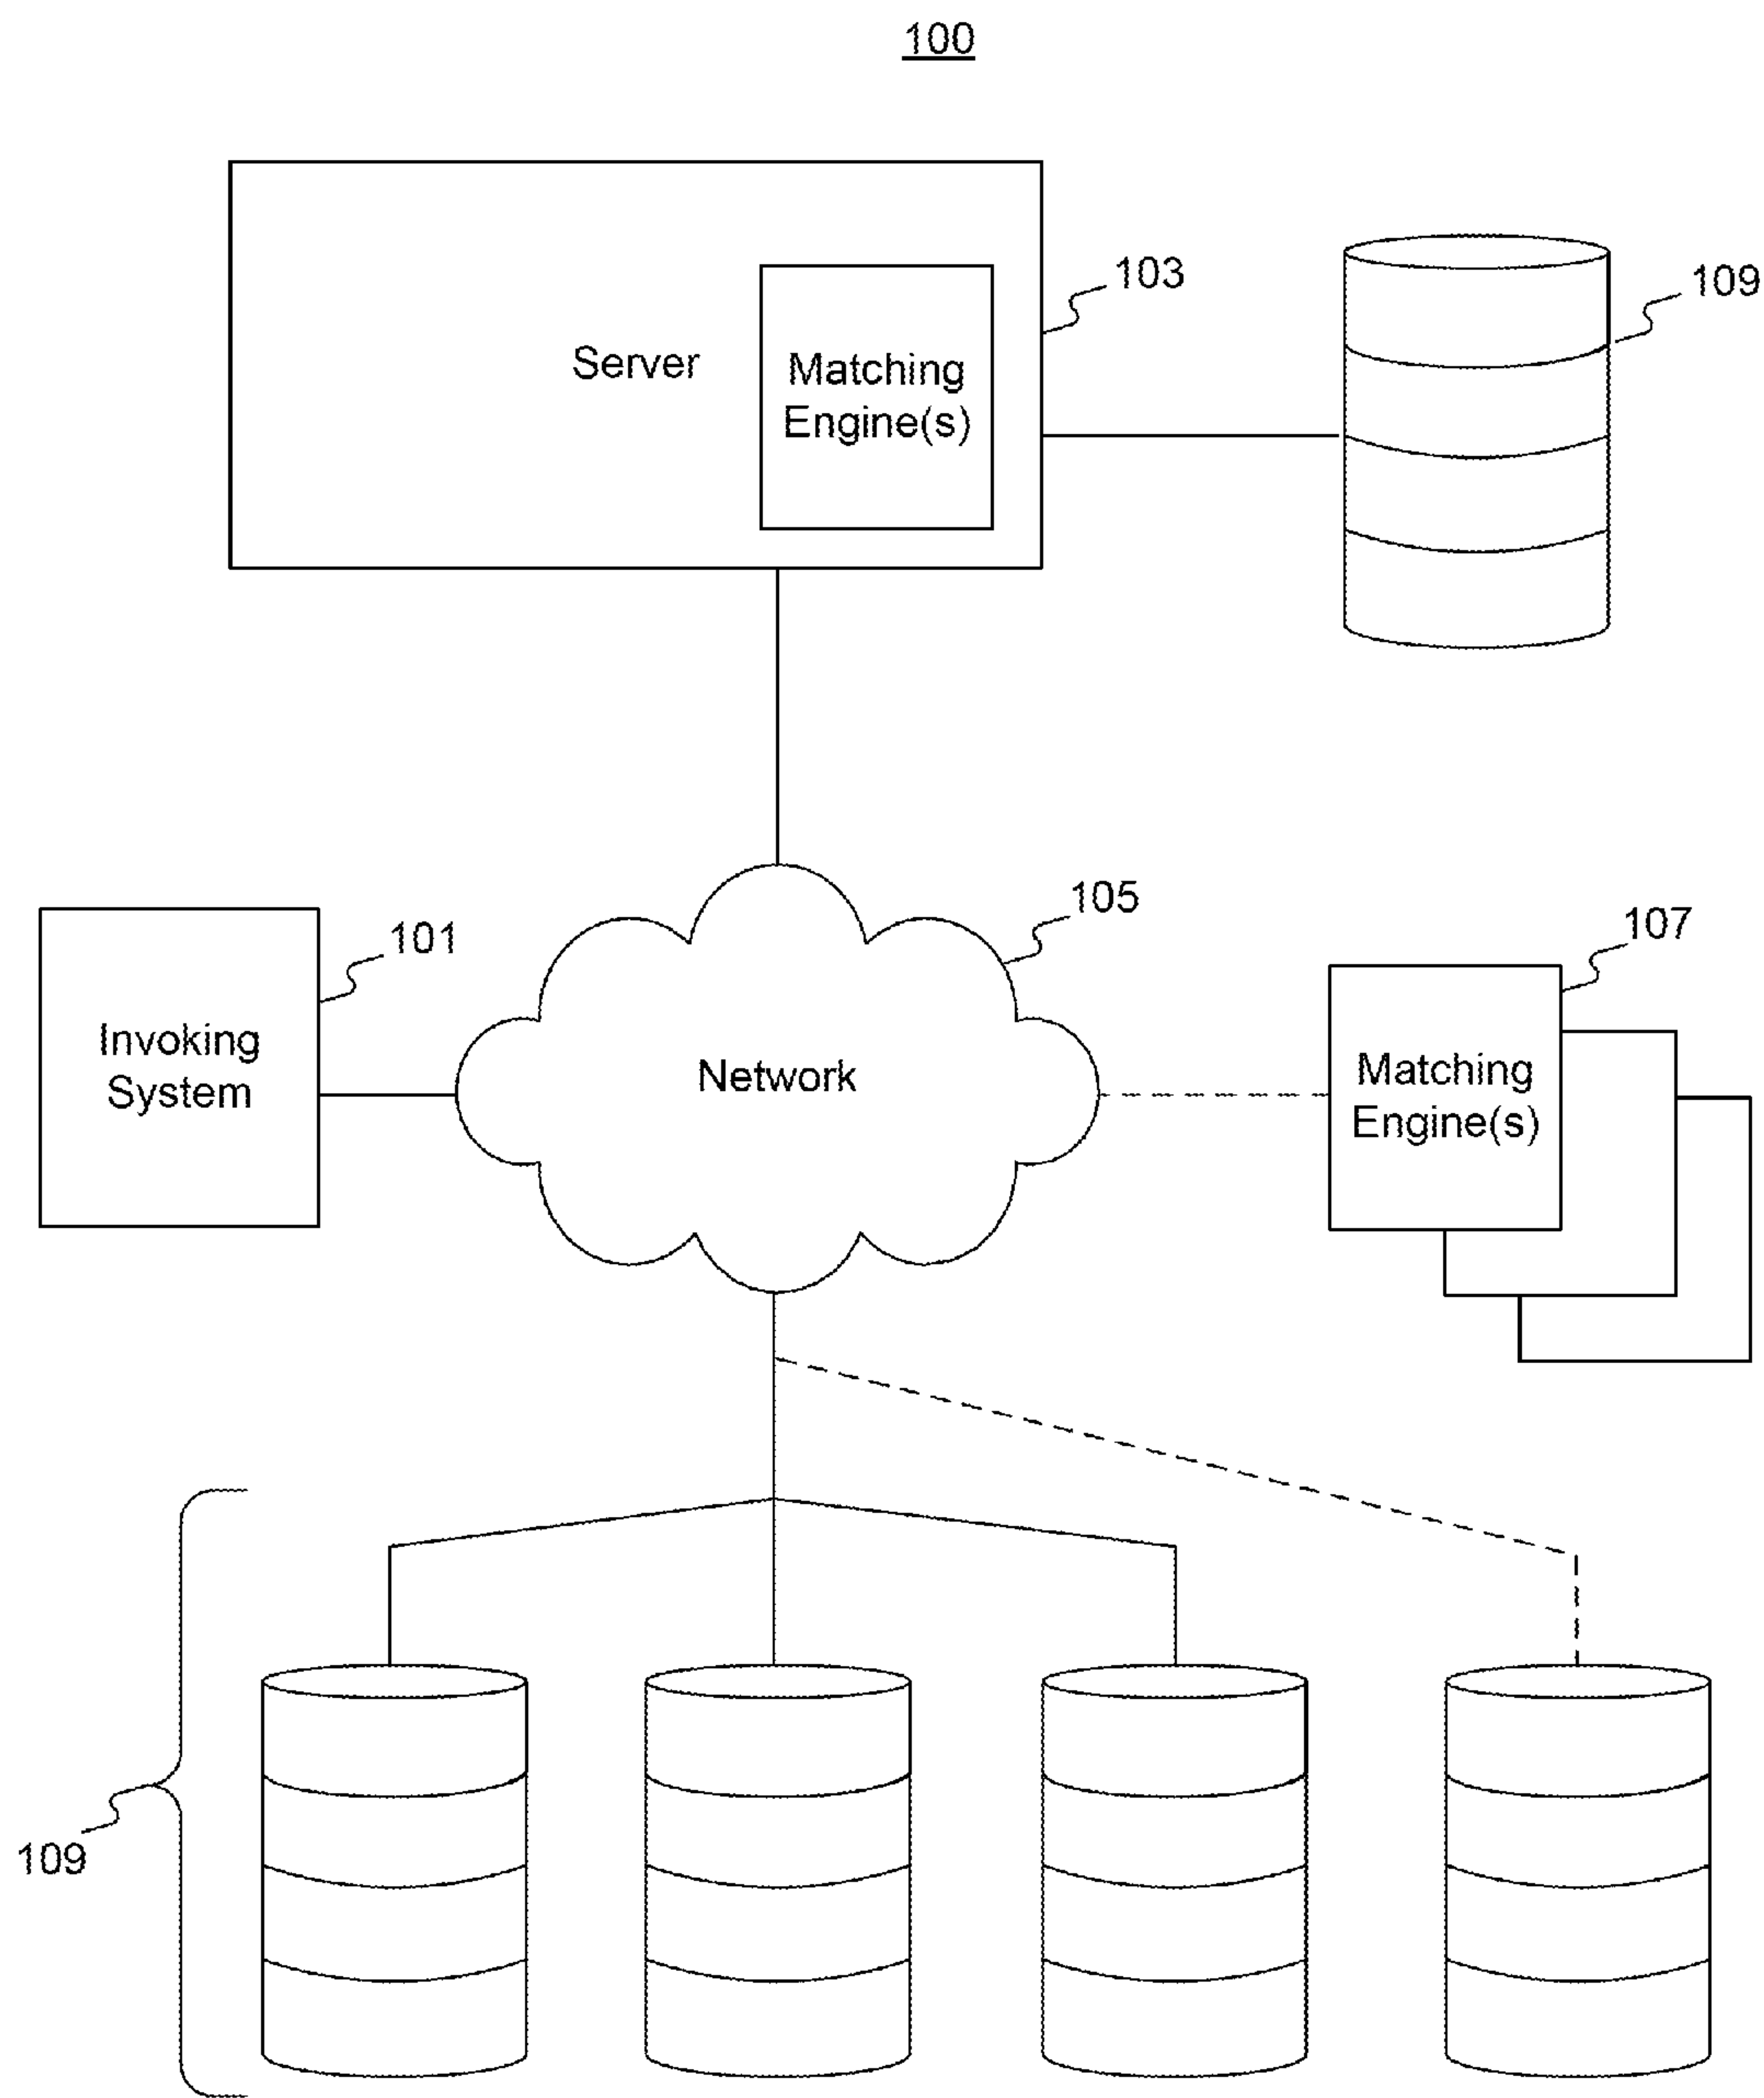 100
103
109
Server
Matching
Engine(s)
105
101
107
Invoking
System
Network
Matching
Engine(s)
109